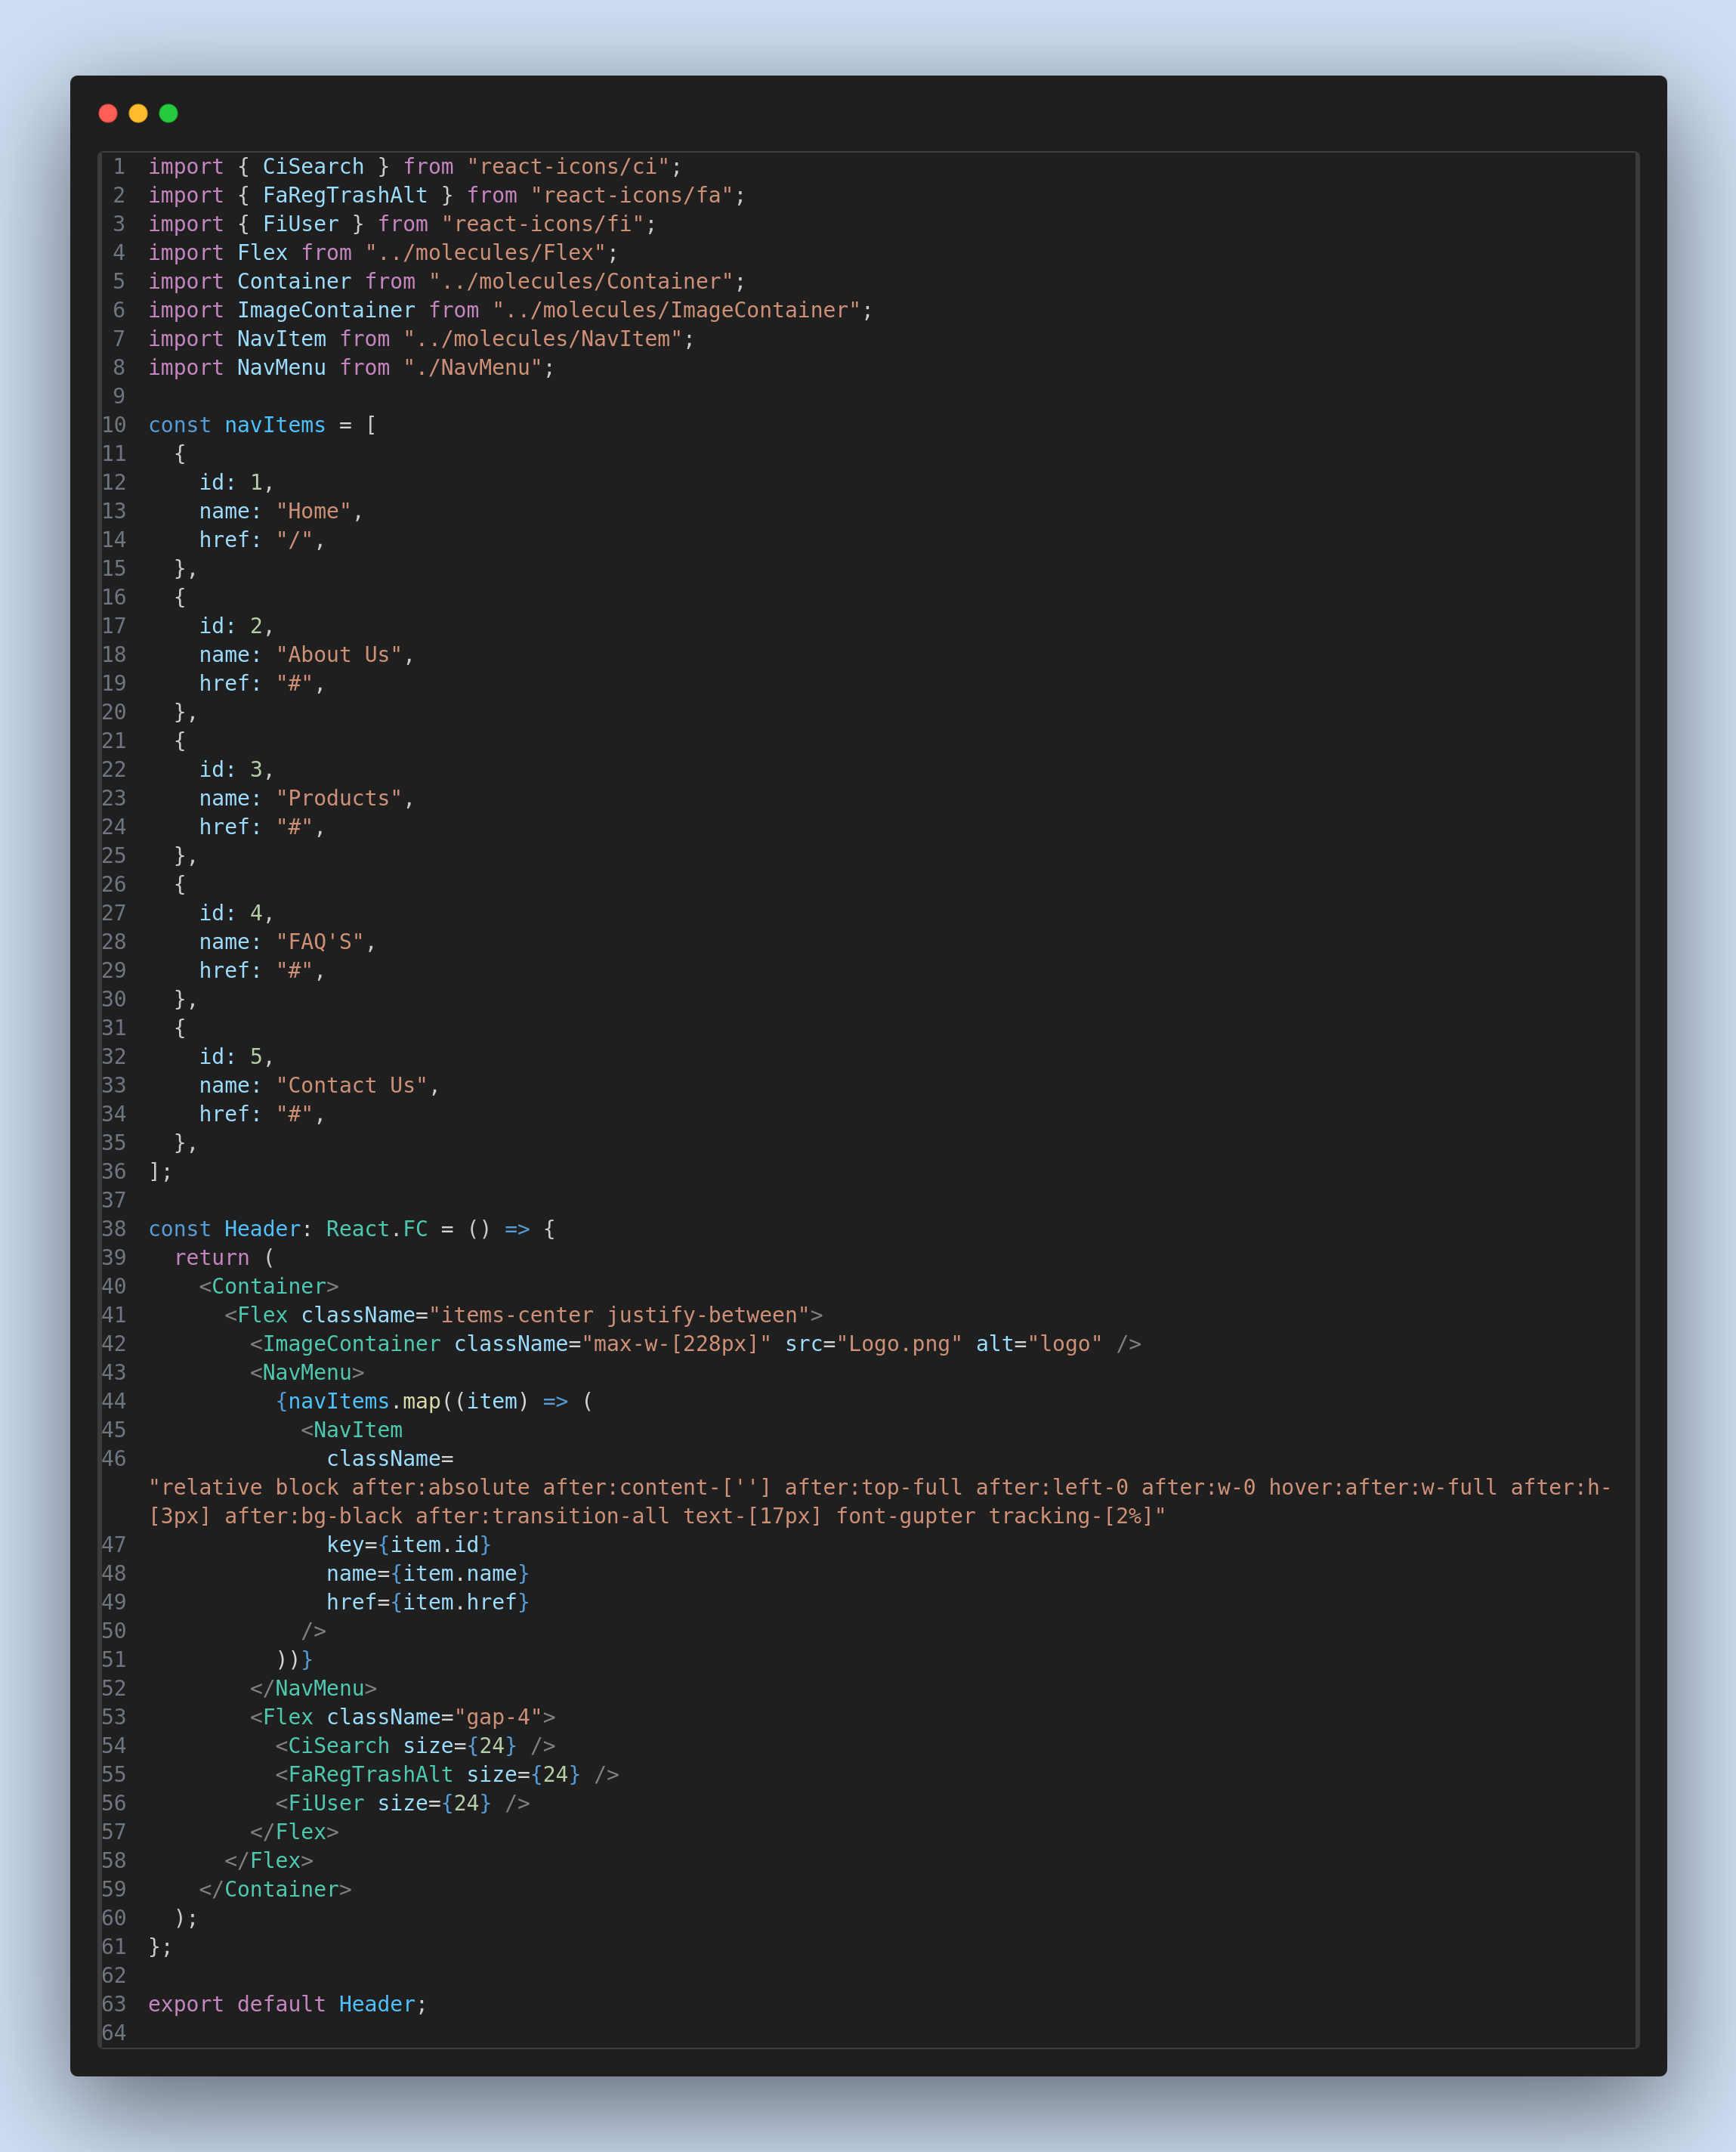 1 import { CiSearch } from "react-icons/ci";
2 import { FaRegTrashAlt } from "react-icons/fa";
3 import { FiUser } from "react-icons/fi";
4 import Flex from "../molecules/Flex";
5 import Container from "../molecules/Container";
6 import ImageContainer from "../molecules/ImageContainer";
7 import NavItem from "../molecules/NavItem";
8 import NavMenu from "./NavMenu";
9
10 const navItems = [
11   {
12     id: 1,
13     name: "Home",
14     href: "/",
15   },
16   {
17     id: 2,
18     name: "About Us",
19     href: "#",
20   },
21   {
22     id: 3,
23     name: "Products",
24     href: "#",
25   },
26   {
27     id: 4,
28     name: "FAQ'S",
29     href: "#",
30   },
31   {
32     id: 5,
33     name: "Contact Us",
34     href: "#",
35   },
36 ];
37
38 const Header: React.FC = () => {
39   return (
40     <Container>
41       <Flex className="items-center justify-between">
42         <ImageContainer className="max-w-[228px]" src="Logo.png" alt="logo" />
43         <NavMenu>
44           {navItems.map((item) => (
45             <NavItem
46               className=
"relative block after:absolute after:content-[''] after:top-full after:left-0 after:w-0 hover:after:w-full after:h-
[3px] after:bg-black after:transition-all text-[17px] font-gupter tracking-[2%]"
47               key={item.id}
48               name={item.name}
49               href={item.href}
50             />
51           ))}
52         </NavMenu>
53         <Flex className="gap-4">
54           <CiSearch size={24} />
55           <FaRegTrashAlt size={24} />
56           <FiUser size={24} />
57         </Flex>
58       </Flex>
59     </Container>
60   );
61 };
62
63 export default Header;
64